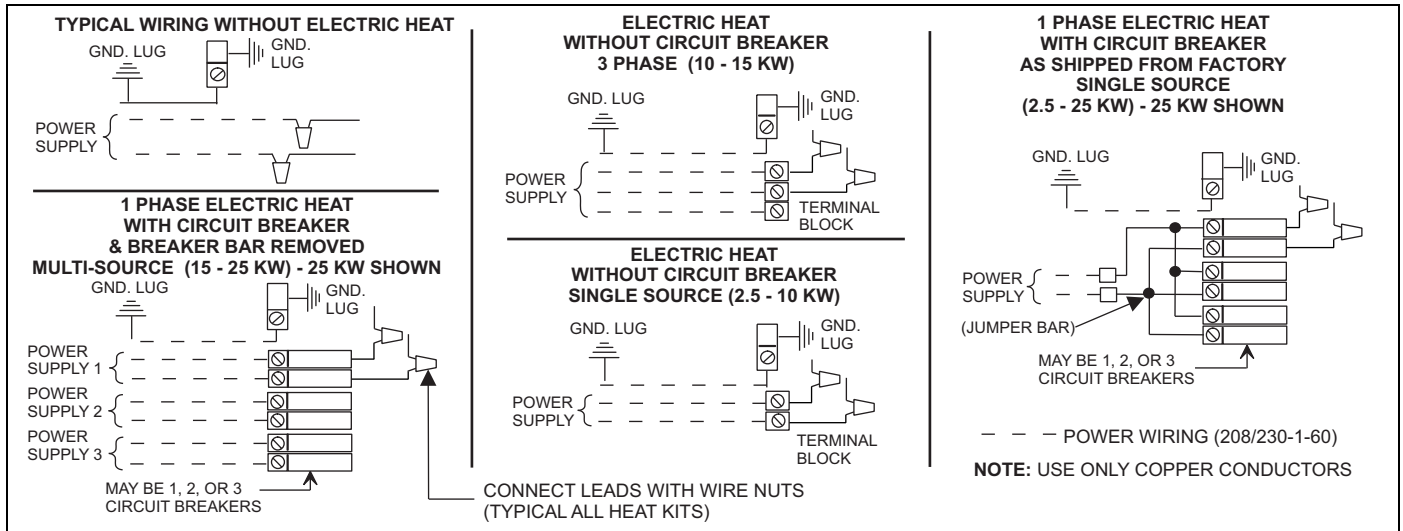 TYPICAL WIRING WITHOUT ELECTRIC HEAT
GND. LUG
GND.
LUG
POWER
SUPPLY
1 PHASE ELECTRIC HEAT
WITH CIRCUIT BREAKER
& BREAKER BAR REMOVED
MULTI-SOURCE (15 - 25 KW) - 25 KW SHOWN
GND. LUG
GND.
LUG
POWER
SUPPLY 1
POWER
SUPPLY 2
POWER
SUPPLY 3
MAY BE 1, 2, OR 3
CIRCUIT BREAKERS
CONNECT LEADS WITH WIRE NUTS
(TYPICAL ALL HEAT KITS)
ELECTRIC HEAT
WITHOUT CIRCUIT BREAKER
3 PHASE (10 - 15 KW)
GND. LUG
GND.
LUG
POWER
SUPPLY
TERMINAL
BLOCK
ELECTRIC HEAT
WITHOUT CIRCUIT BREAKER
SINGLE SOURCE (2.5 - 10 KW)
GND. LUG
GND.
LUG
POWER
SUPPLY
TERMINAL
BLOCK
1 PHASE ELECTRIC HEAT
WITH CIRCUIT BREAKER
AS SHIPPED FROM FACTORY
SINGLE SOURCE
(2.5 - 25 KW) - 25 KW SHOWN
GND. LUG
GND.
LUG
POWER
SUPPLY
(JUMPER BAR)
MAY BE 1, 2, OR 3
CIRCUIT BREAKERS
POWER WIRING (208/230-1-60)
NOTE: USE ONLY COPPER CONDUCTORS